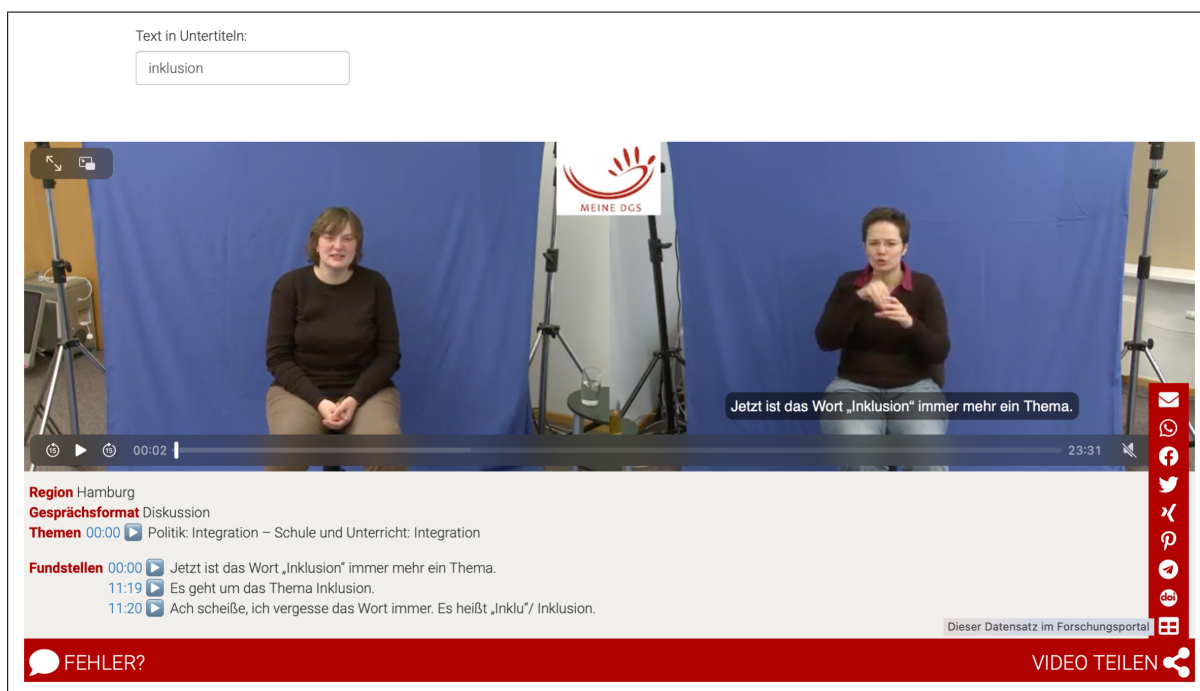 Text in Untertiteln:
inklusion
MEINE DGS
Jetzt ist das Wort „Inklusion“ immer mehr ein Thema.
15 15 00:02 23:31
Region Hamburg
Gesprächsformat Diskussion
Themen 00:00 Politik: Integration – Schule und Unterricht: Integration
Fundstellen 00:00 Jetzt ist das Wort „Inklusion“ immer mehr ein Thema.
11:19 Es geht um das Thema Inklusion.
11:20 Ach scheiße, ich vergesse das Wort immer. Es heißt „Inklu“/ Inklusion.
doi
Dieser Datensatz im Forschungsportal
FEHLER?
VIDEO TEILEN